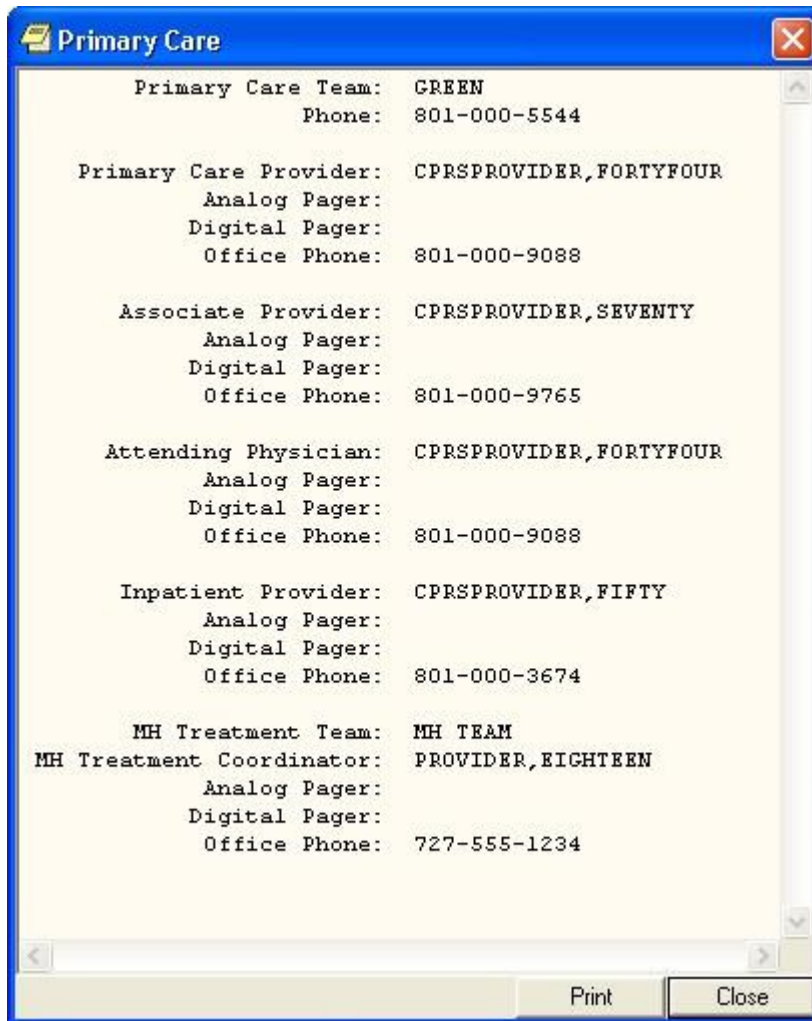 Primary Care
Primary Care Team: GREEN
Phone: 801-000-5544
Primary Care Provider: CPRSPROVIDER,FORTYFOUR
Analog Pager:
Digital Pager:
Office Phone: 801-000-9088
Associate Provider: CPRSPROVIDER,SEVENTY
Analog Pager:
Digital Pager:
Office Phone: 801-000-9765
Attending Physician: CPRSPROVIDER,FORTYFOUR
Analog Pager:
Digital Pager:
Office Phone: 801-000-9088
Inpatient Provider: CPRSPROVIDER,FIFTY
Analog Pager:
Digital Pager:
Office Phone: 801-000-3674
MH Treatment Team: MH TEAM
MH Treatment Coordinator: PROVIDER,EIGHTEEN
Analog Pager:
Digital Pager:
Office Phone: 727-555-1234
Print Close